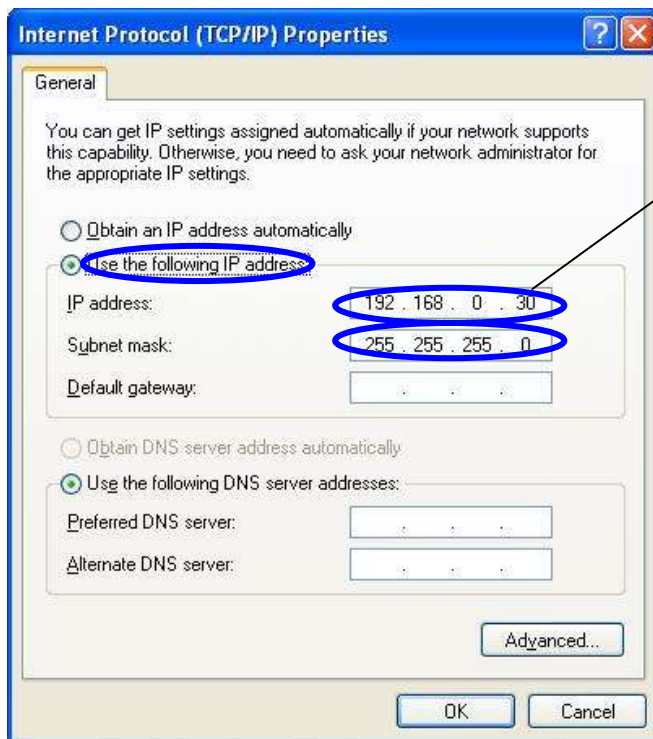 Internet Protocol (TCP/IP) Properties
General
You can get IP settings assigned automatically if your network supports
this capability. Otherwise, you need to ask your network administrator for
the appropriate IP settings.
Obtain an IP address automatically
Use the following IP address:
IP address: 192 . 168 . 0 . 30
Subnet mask: 255 . 255 . 255 . 0
Default gateway: . . .
Obtain DNS server address automatically
Use the following DNS server addresses:
Preferred DNS server: . . .
Alternate DNS server: . . .
Advanced...
OK Cancel